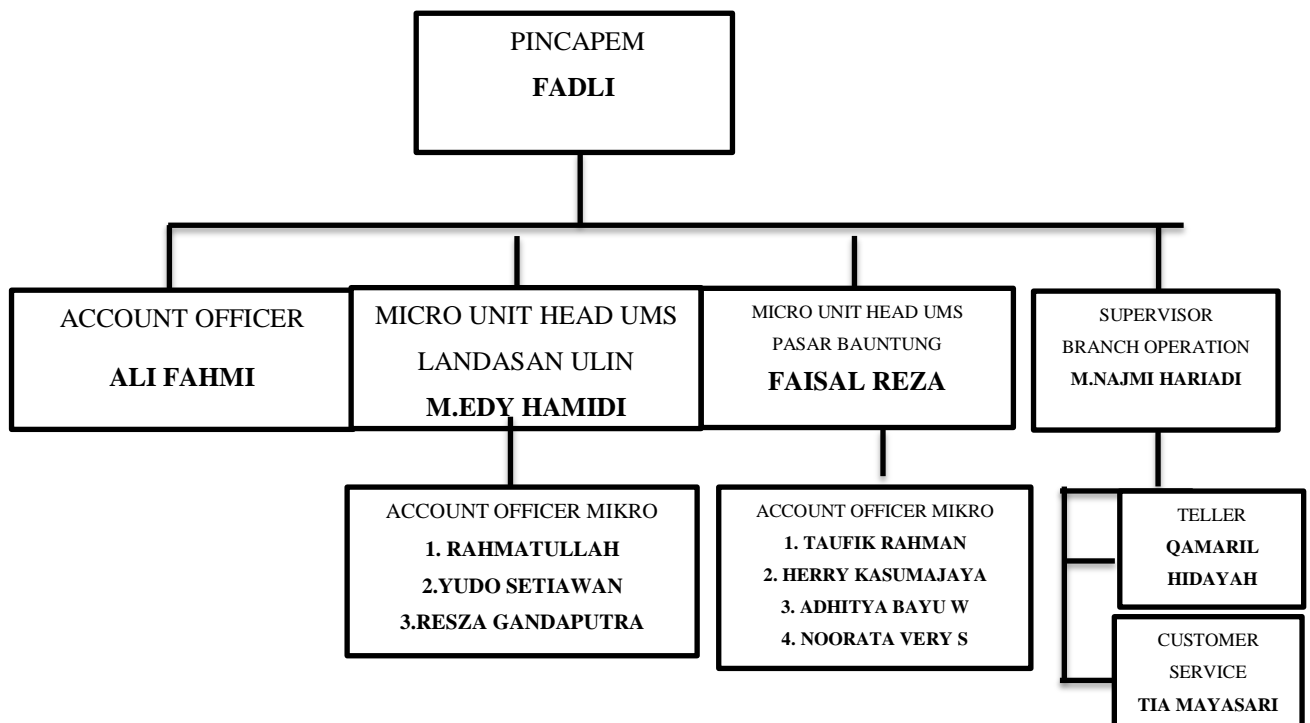 PINCAPEM
FADLI
ACCOUNT OFFICER
ALI FAHMI
MICRO UNIT HEAD UMS
LANDASAN ULIN
M.EDY HAMIDI
MICRO UNIT HEAD UMS
PASAR BAUNTUNG
FAISAL REZA
SUPERVISOR
BRANCH OPERATION
M.NAJMI HARIADI
ACCOUNT OFFICER MIKRO
1. RAHMATULLAH
2.YUDO SETIAWAN
3.RESZA GANDAPUTRA
ACCOUNT OFFICER MIKRO
1. TAUFIK RAHMAN
2. HERRY KASUMAJAYA
3. ADHITYA BAYU W
4. NOORATA VERY S
TELLER
QAMARIL
HIDAYAH
CUSTOMER
SERVICE
TIA MAYASARI